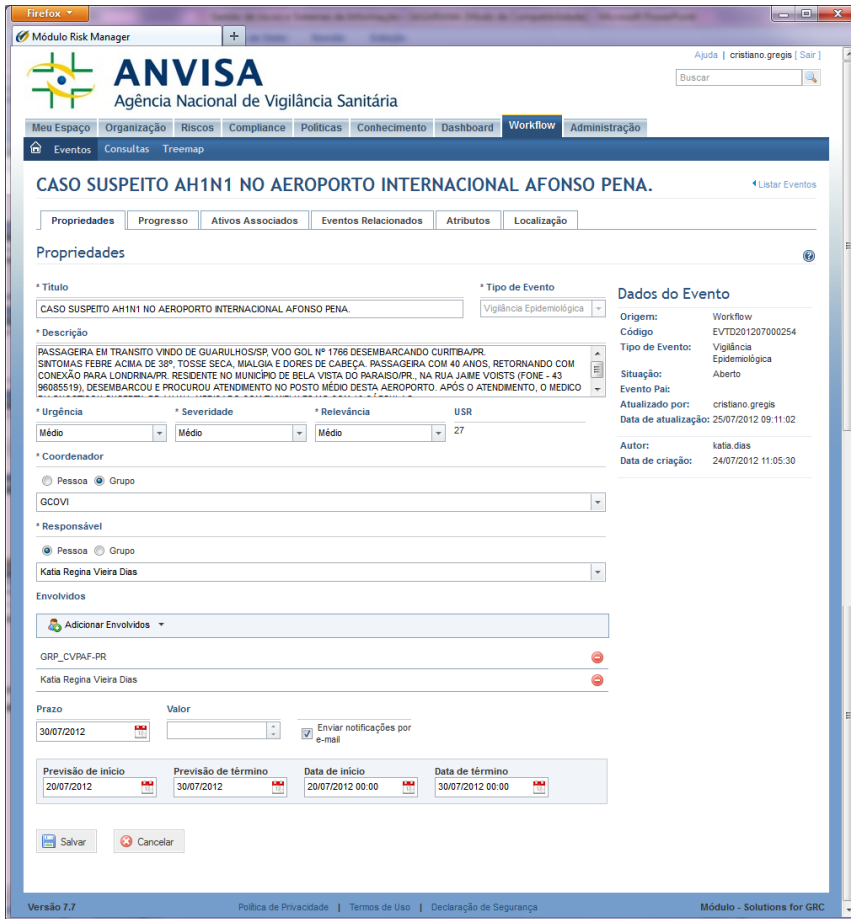 Firefox
Módulo Risk Manager
Ajuda | cristiano.gregis [ Sair ]
ANVISA
Agência Nacional de Vigilância Sanitária
Buscar
Meu Espaço Organização Riscos Compliance Políticas Conhecimento Dashboard Workflow Administração
Eventos Consultas Treemap
CASO SUSPEITO AH1N1 NO AEROPORTO INTERNACIONAL AFONSO PENA.
Listar Eventos
Propriedades Progresso Ativos Associados Eventos Relacionados Atributos Localização
Propriedades
* Título * Tipo de Evento
CASO SUSPEITO AH1N1 NO AEROPORTO INTERNACIONAL AFONSO PENA. Vigilância Epidemiológica
* Descrição
PASSAGEIRA EM TRANSITO VINDO DE GUARULHOS/SP, VOO GOL Nº 1766 DESEMBARCANDO CURITIBA/PR.
SINTOMAS FEBRE ACIMA DE 38º, TOSSE SECA, MIALGIA E DORES DE CABEÇA. PASSAGEIRA COM 40 ANOS, RETORNANDO COM
CONEXÃO PARA LONDRINA/PR. RESIDENTE NO MUNICÍPIO DE BELA VISTA DO PARAISO/PR., NA RUA JAIME VOISTS (FONE - 43
96085519), DESEMBARCOU E PROCUROU ATENDIMENTO NO POSTO MÉDIO DESTA AEROPORTO. APÓS O ATENDIMENTO, O MEDICO
* Urgência * Severidade * Relevância USR
Médio Médio Médio 27
* Coordenador
Pessoa Grupo
GCOVI
* Responsável
Pessoa Grupo
Katia Regina Vieira Dias
Envolvidos
Adicionar Envolvidos
GRP_CVPAF-PR
Katia Regina Vieira Dias
Prazo Valor
30/07/2012
Enviar notificações por
e-mail
Previsão de início Previsão de término Data de início Data de término
20/07/2012 30/07/2012 20/07/2012 00:00 30/07/2012 00:00
Salvar Cancelar
Dados do Evento
Origem: Workflow
Código EVTD201207000254
Tipo de Evento: Vigilância
Epidemiológica
Situação: Aberto
Evento Pai:
Atualizado por: cristiano.gregis
Data de atualização: 25/07/2012 09:11:02
Autor: katia.dias
Data de criação: 24/07/2012 11:05:30
Versão 7.7 Política de Privacidade | Termos de Uso | Declaração de Segurança Módulo - Solutions for GRC